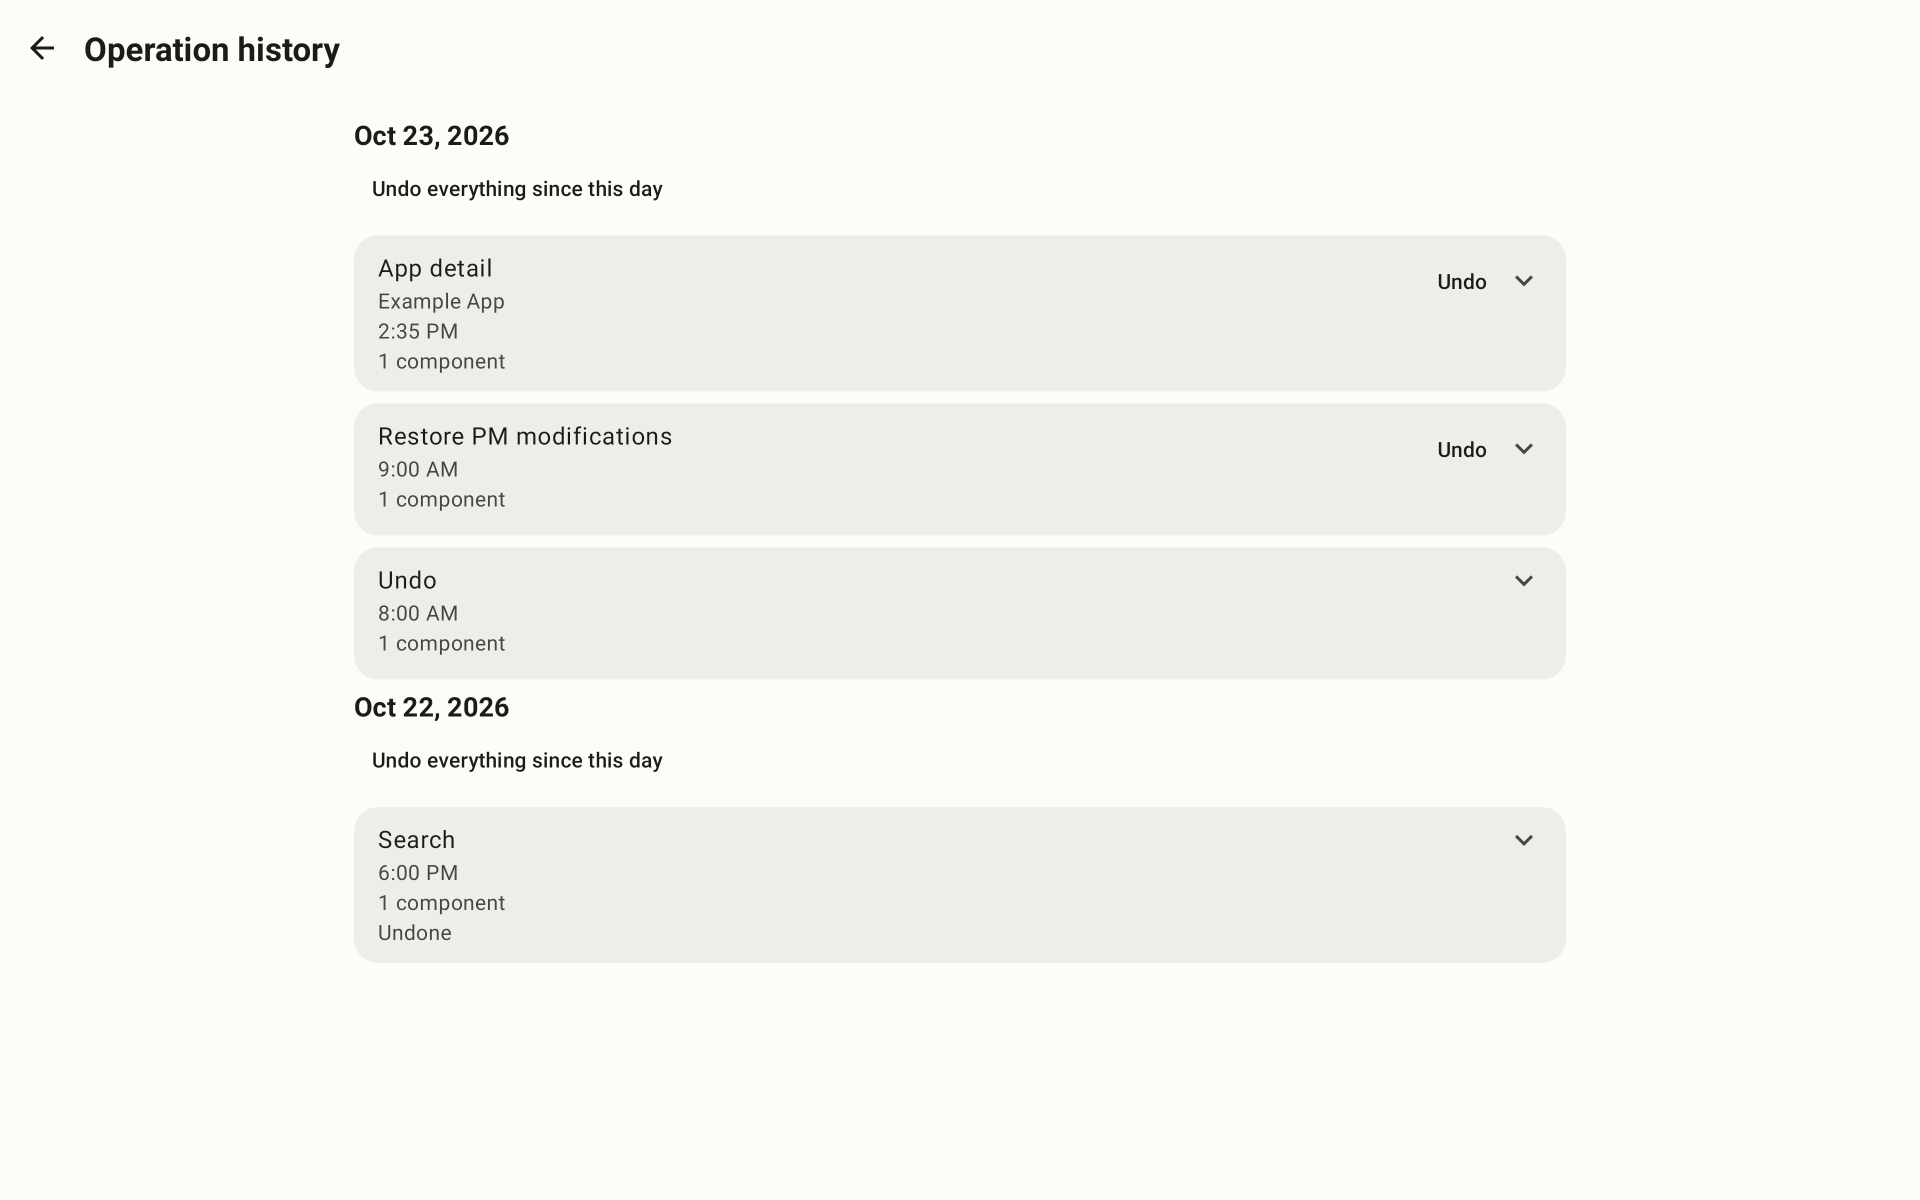 Operation history
Oct 23, 2026
Undo everything since this day
App detail
Undo
Example App
2:35 PM
1 component
Restore PM modifications
Undo
9:00 AM
1 component
Undo
8:00 AM
1 component
Oct 22, 2026
Undo everything since this day
Search
6:00 PM
1 component
Undone